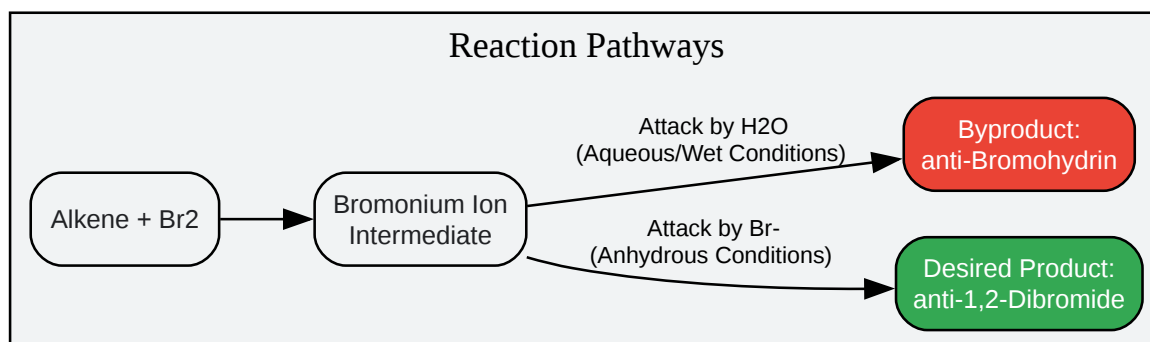 Reaction Pathways
Alkene + Br2
Bromonium Ion
Intermediate
Attack by H2O
(Aqueous/Wet Conditions)
Byproduct:
anti-Bromohydrin
Attack by Br-
(Anhydrous Conditions)
Desired Product:
anti-1,2-Dibromide